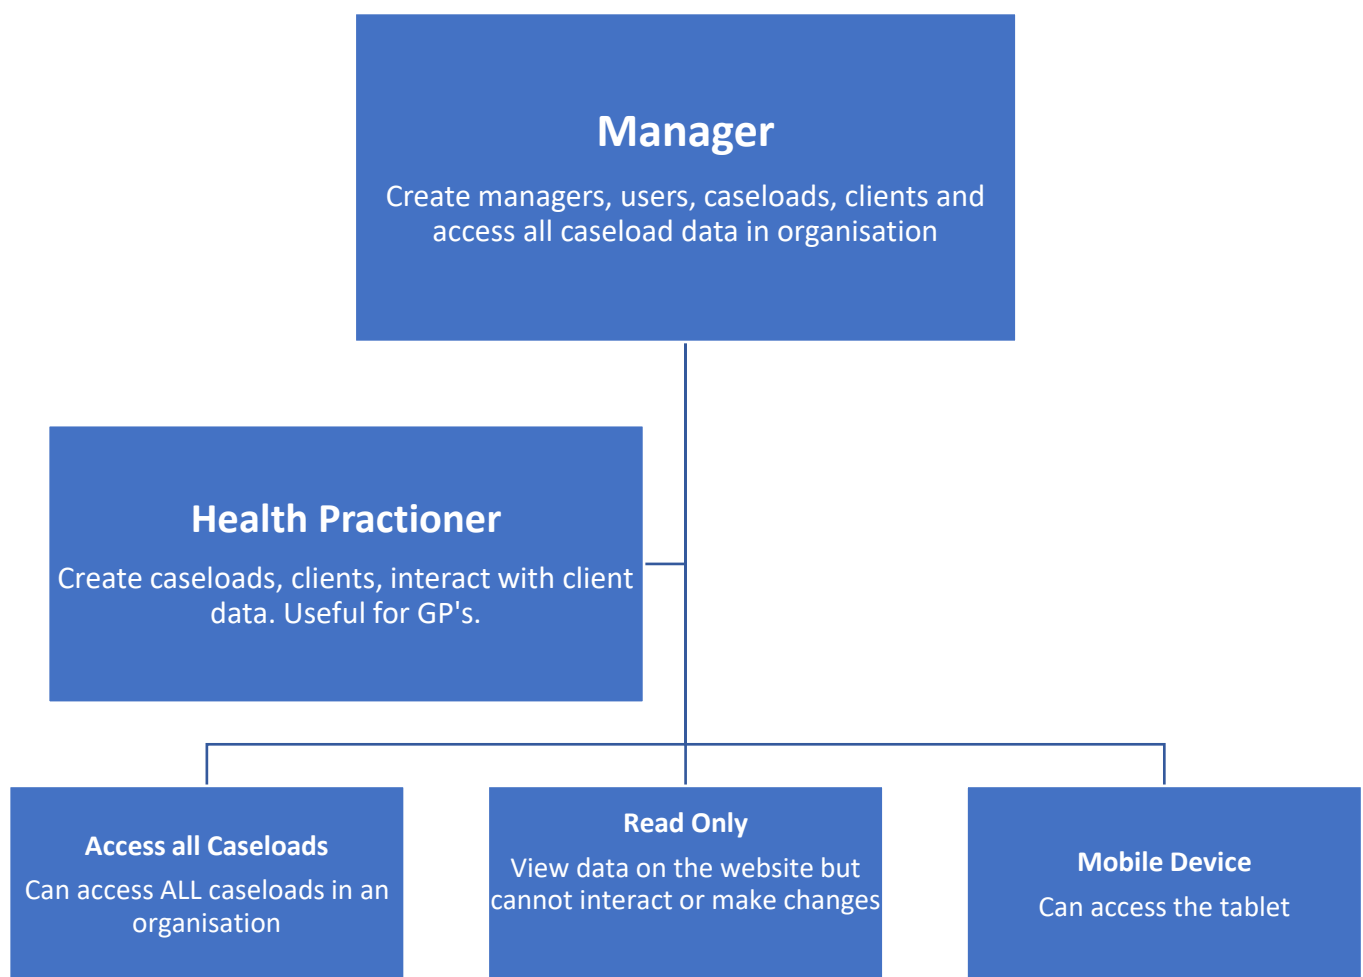 Manager
Create managers, users, caseloads, clients and
access all caseload data in organisation
Health Practioner
Create caseloads, clients, interact with client
data. Useful for GP's.
Access all Caseloads
Can access ALL caseloads in an
organisation
Read Only
View data on the website but
cannot interact or make changes
Mobile Device
Can access the tablet